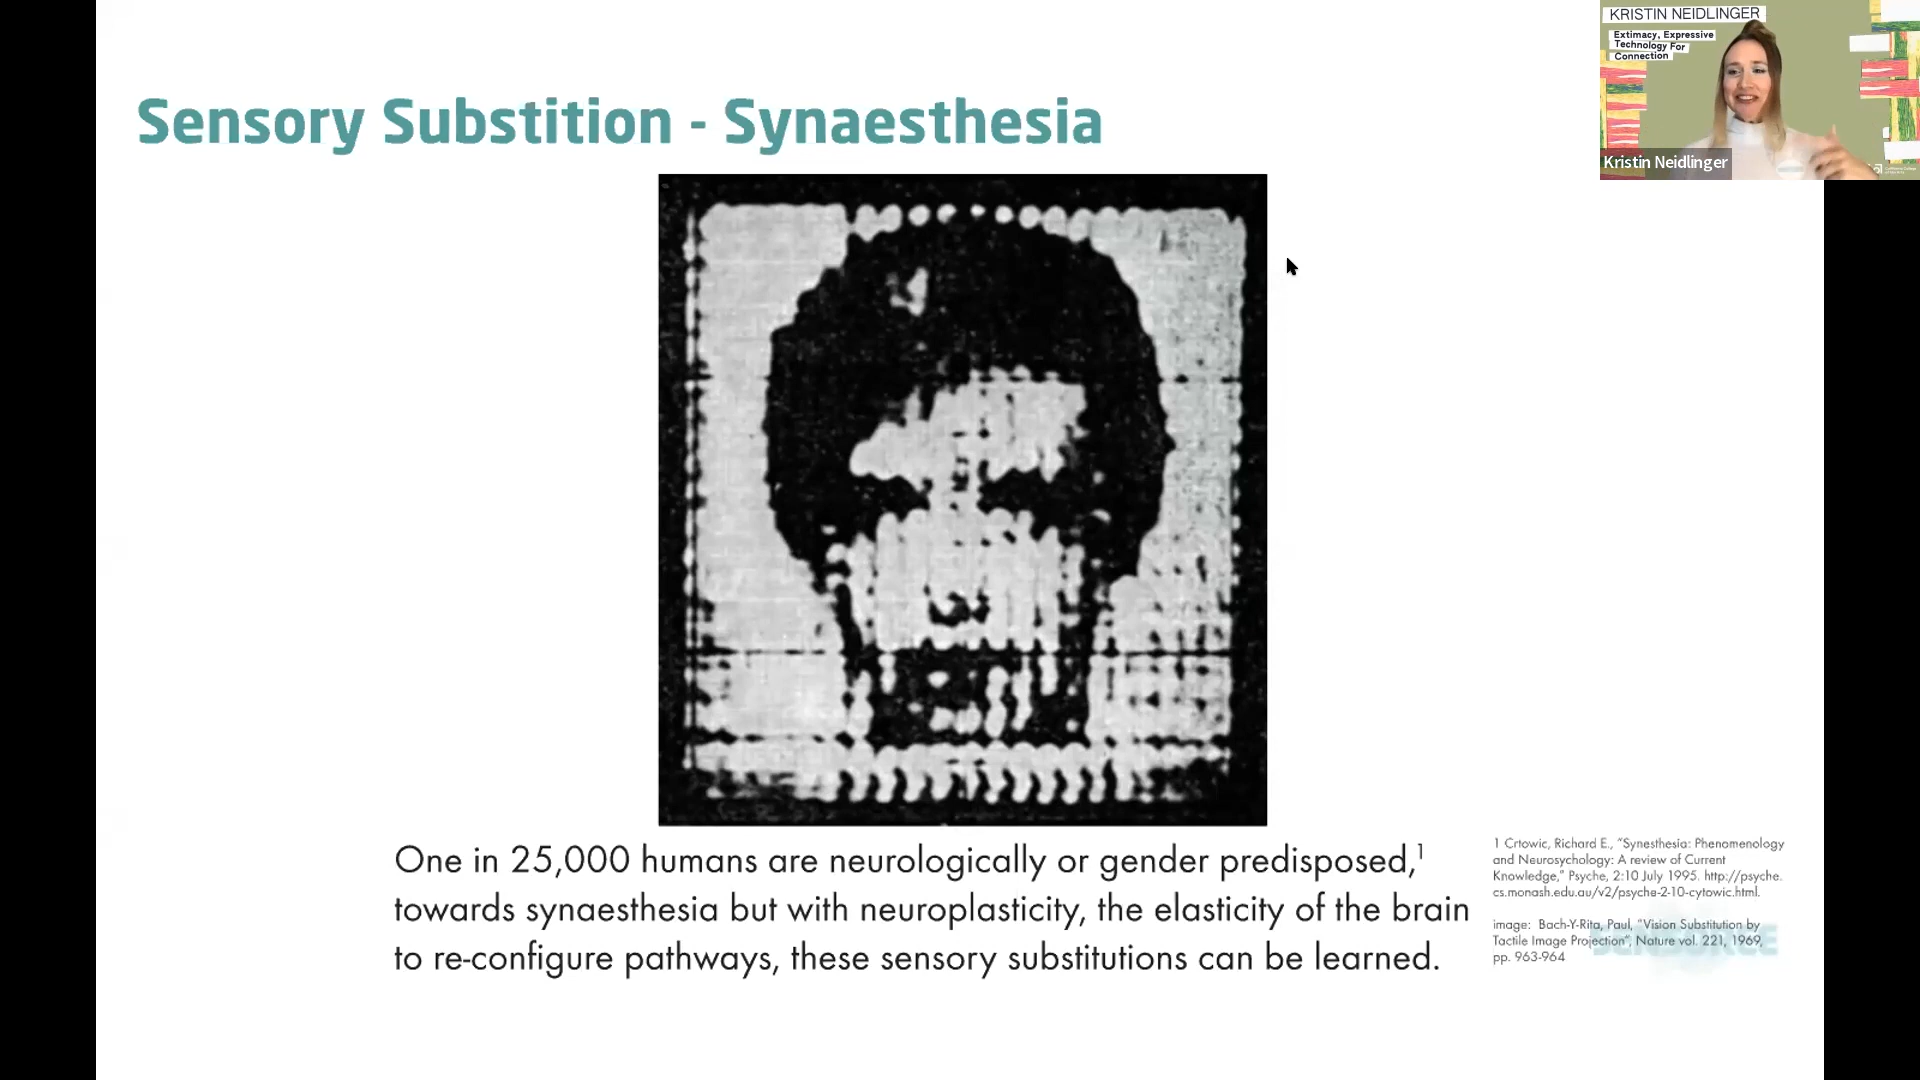 KRISTIN NEIDLINGER
Extimacy, Expressive
Technology For
Connection
Kristin Neidlinger
Sensory Substition - Synaesthesia
One in 25,000 humans are neurologically or gender predisposed,1
towards synaesthesia but with neuroplasticity, the elasticity of the brain
to re-configure pathways, these sensory substitutions can be learned.
1 Crtowic, Richard E., "Synesthesia: Phenomenology
and Neurosychology: A review of Current
Knowledge," Psyche, 2:10 July 1995. http://psyche.
cs.monash.edu.au/v2/psyche-2-10-cytowic.html.
image: Bach-Y-Rita, Paul, "Vision Substitution by
Tactile Image Projection", Nature vol. 221, 1969,
pp. 963-964